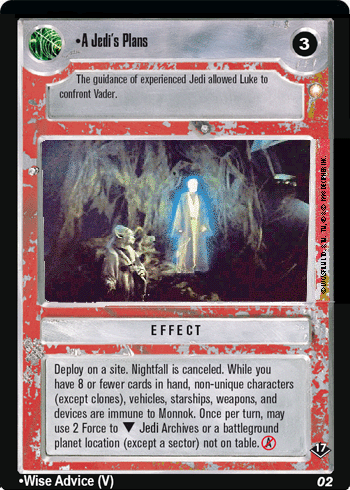 •A Jedi's Plans
3
The guidance of experienced Jedi allowed Luke to
confront Vader.
EFFECT
Deploy on a site. Nightfall is canceled. While you
have 8 or fewer cards in hand, non-unique characters
(except clones), vehicles, starships, weapons, and
devices are immune to Monnok. Once per turn, may
use 2 Force to ▼ Jedi Archives or a battleground
planet location (except a sector) not on table. Ⓐ
17
•Wise Advice (V)
02